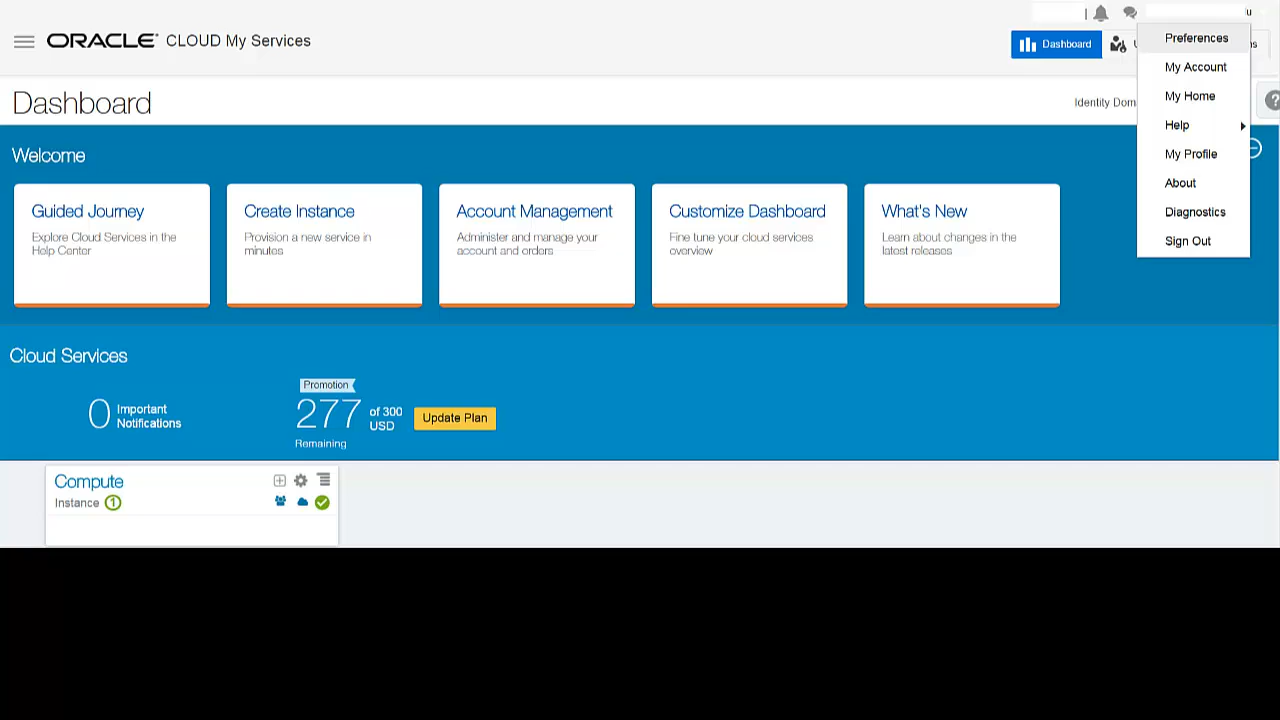 |
u
ORACLE CLOUD My Services
Dashboard
Preferences
My Account
My Home
Help
My Profile
About
Diagnostics
Sign Out
Dashboard
Identity Dom
Welcome
Guided Journey
Explore Cloud Services in the
Help Center
Create Instance
Provision a new service in
minutes
Account Management
Administer and manage your
account and orders
Customize Dashboard
Fine tune your cloud services
overview
What's New
Learn about changes in the
latest releases
Cloud Services
0 Important
Notifications
Promotion
277 of 300
USD
Remaining
Update Plan
Compute
Instance 1